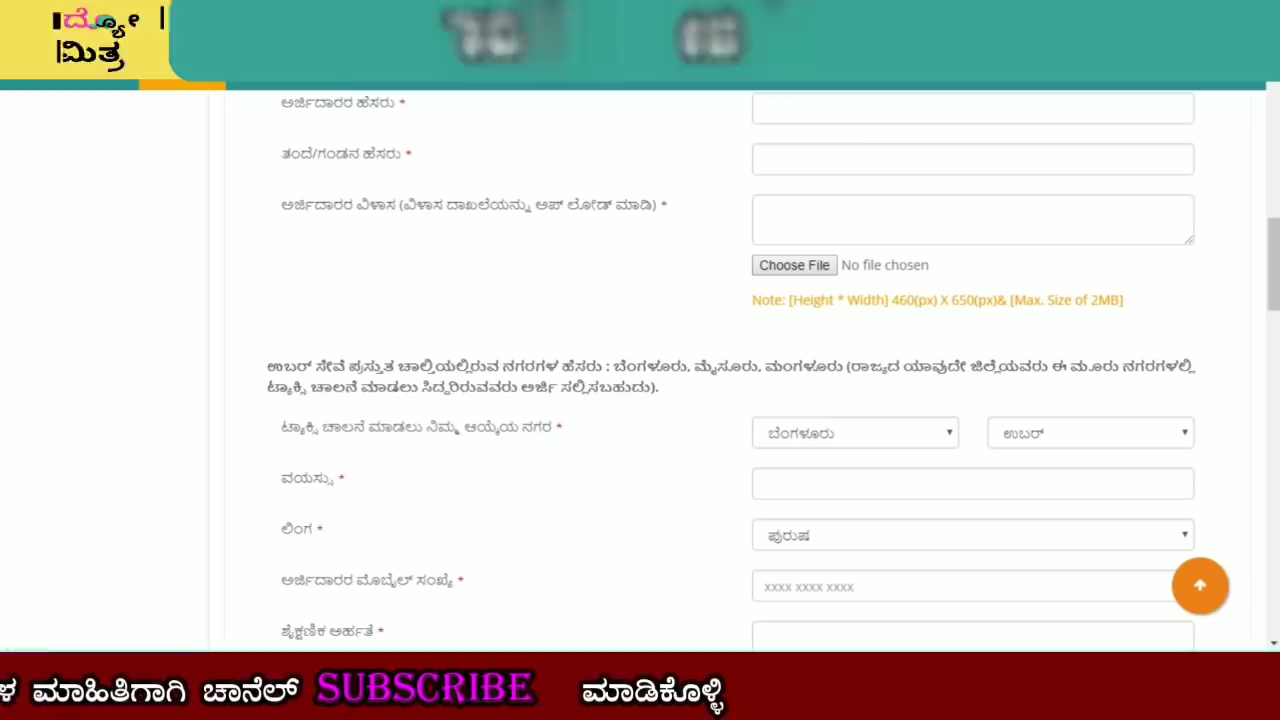 ದ್ಯೋ
ಮಿತ್ರ
ಅರ್ಜಿದಾರರ ಹೆಸರು *
ತಂದೆ/ಗಂಡನ ಹೆಸರು *
ಅರ್ಜಿದಾರರ ವಿಳಾಸ (ವಿಳಾಸ ದಾಖಲೆಯನ್ನು ಅಪ್ ಲೋಡ್ ಮಾಡಿ) *
Choose File No file chosen
Note: [Height * Width] 460(px) X 650(px)& [Max. Size of 2MB]
ಉಬರ್ ಸೇವೆ ಪ್ರಸ್ತುತ ಚಾಲ್ತಿಯಲ್ಲಿರುವ ನಗರಗಳ ಹೆಸರು : ಬೆಂಗಳೂರು, ಮೈಸೂರು, ಮಂಗಳೂರು (ರಾಜ್ಯದ ಯಾವುದೇ ಜಿಲ್ಲೆಯವರು ಈ ಮೂರು ನಗರಗಳಲ್ಲಿ
ಟ್ಯಾಕ್ಸಿ ಚಾಲನೆ ಮಾಡಲು ಸಿದ್ದರಿರುವವರು ಅರ್ಜಿ ಸಲ್ಲಿಸಬಹುದು).
ಟ್ಯಾಕ್ಸಿ ಚಾಲನೆ ಮಾಡಲು ನಿಮ್ಮ ಆಯ್ಕೆಯ ನಗರ * ಬೆಂಗಳೂರು ಉಬರ್
ವಯಸ್ಸು *
ಲಿಂಗ * ಪುರುಷ
ಅರ್ಜಿದಾರರ ಮೊಬೈಲ್ ಸಂಖ್ಯೆ * xxxx xxxx xxxx
ಶೈಕ್ಷಣಿಕ ಅರ್ಹತೆ *
ಳ ಮಾಹಿತಿಗಾಗಿ ಚಾನೆಲ್ SUBSCRIBE ಮಾಡಿಕೊಳ್ಳಿ